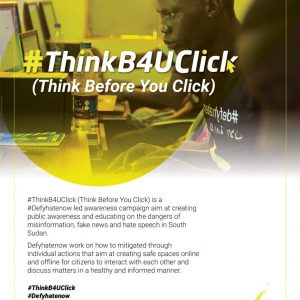 #ThinkB4UClick
(Think Before You Click)
#ThinkB4UClick (Think Before You Click) is a
#Defyhatenow led awareness campaign aim at creating
public awareness and educating on the dangers of
misinformation, fake news and hate speech in South
Sudan.
Defyhatenow work on how to mitigated through
individual actions that aim at creating safe spaces online
and offline for citizens to interact with each other and
discuss matters in a healthy and informed manner.
#ThinkB4UClick
#Defyhatenow